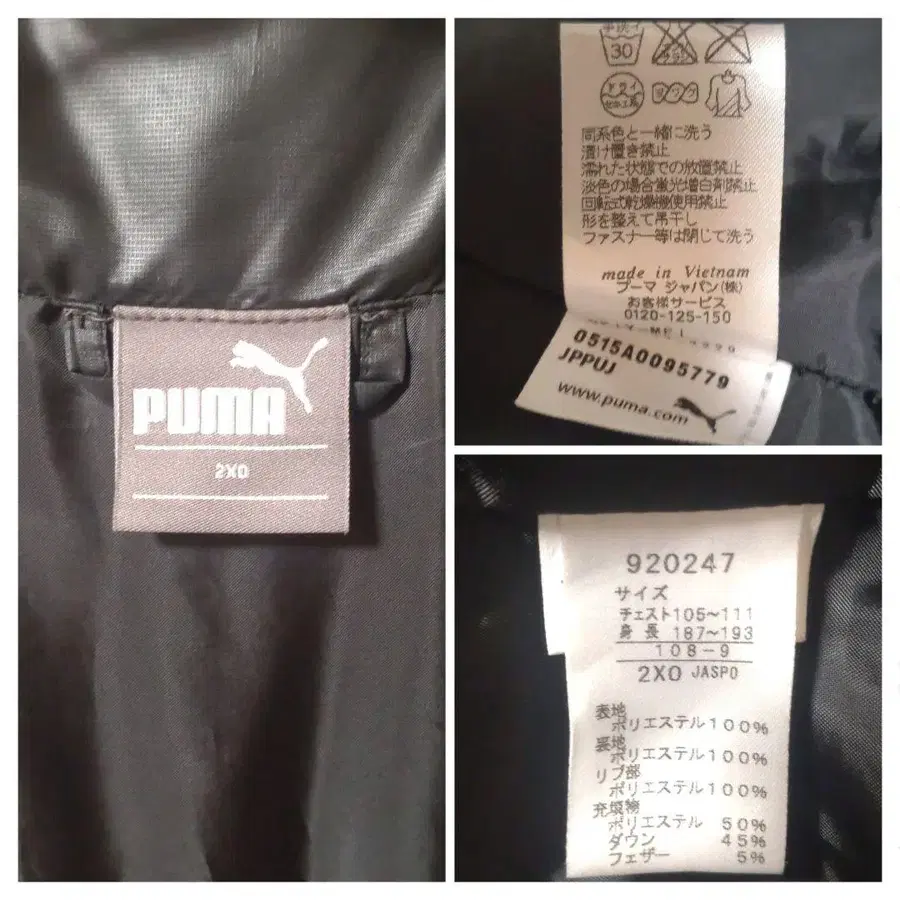 PUMA
2XO
30
ドライ
セキユ系
ヨワク
同系色と一緒に洗う
漬け置き禁止
濡れた状態での放置禁止
淡色の場合蛍光増白剤禁止
回転式乾燥機使用禁止
形を整えて吊干し
ファスナー等は閉じて洗う
made in Vietnam
プーマ ジャパン(株)
お客様サービス
0120-125-150
0515A0095779
JPPUJ
www.puma.com
920247
サイズ
チェスト105〜111
身長 187〜193
108-9
2XO JASPO
表地
ポリエステル100%
裏地
ポリエステル100%
リブ部
ポリエステル100%
充填物
ポリエステル 50%
ダウン 45%
フェザー 5%